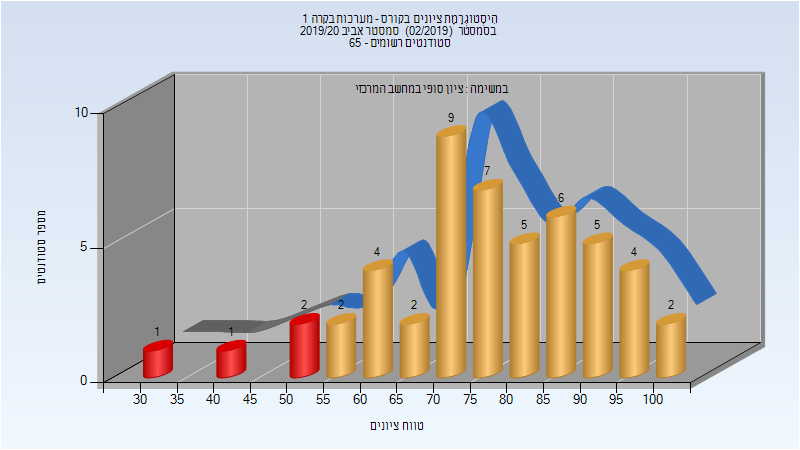 היסטוגרמת ציונים בקורס - מערכות בקרה 1
בסמסטר (02/2019) סמסטר אביב 2019/20
סטודנטים רשומים - 65
במשימה : ציון סופי במחשב המרכזי
מספר סטודנטים
10
5
0
1
1
2
2
4
2
9
7
5
6
5
4
2
30 35 40 45 50 55 60 65 70 75 80 85 90 95 100
טווח ציונים